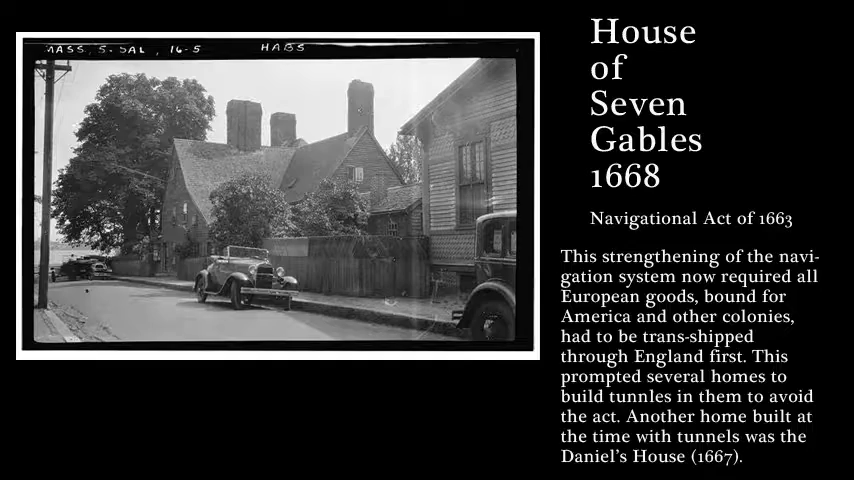 MASS, 5-SAL, 16-5 HABS
House
of
Seven
Gables
1668
Navigational Act of 1663
This strengthening of the navi-
gation system now required all
European goods, bound for
America and other colonies,
had to be trans-shipped
through England first. This
prompted several homes to
build tunnles in them to avoid
the act. Another home built at
the time with tunnels was the
Daniel's House (1667).